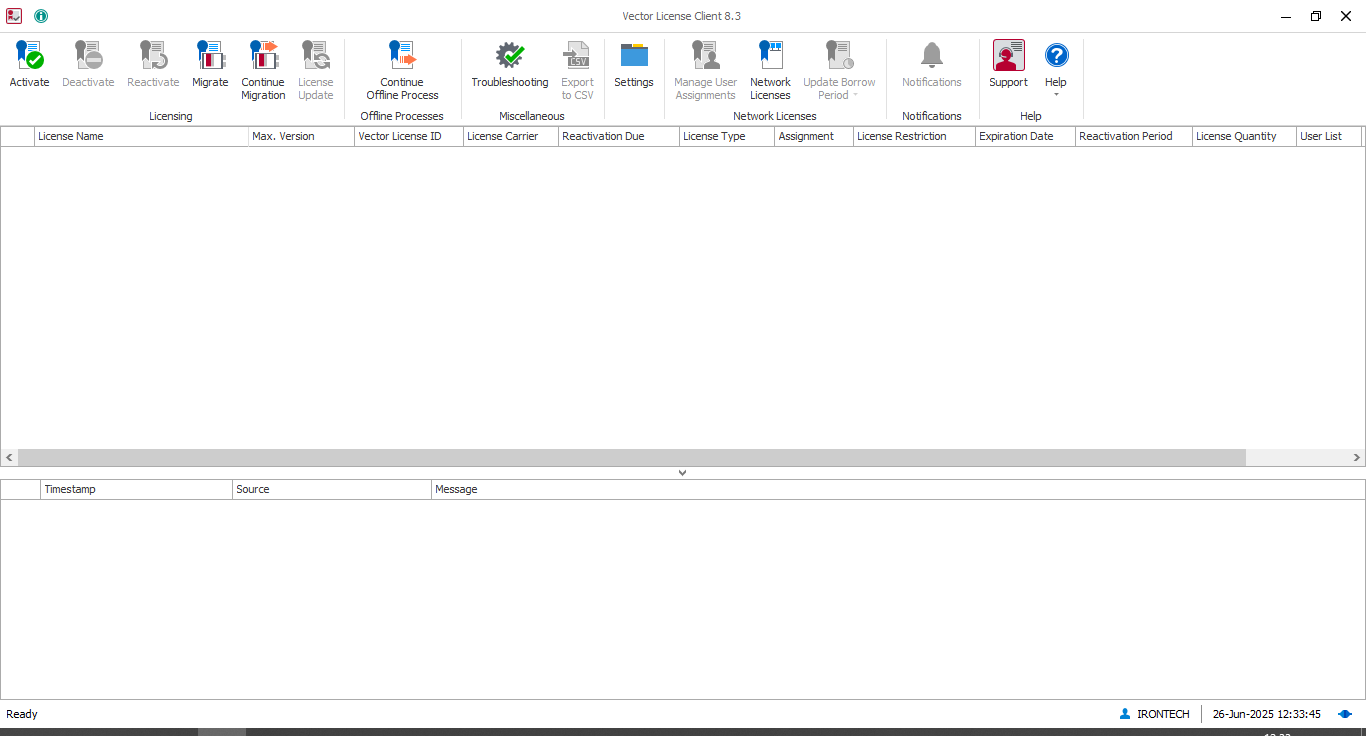 Vector License Client 8.3
Activate Deactivate Reactivate Migrate Continue Migration License Update
Continue Offline Process
Troubleshooting Export to CSV
CSV
Settings
Manage User Assignments Network Licenses Update Borrow Period
Notifications
Support Help
Licensing Offline Processes Miscellaneous Network Licenses Notifications Help
License Name Max. Version Vector License ID License Carrier Reactivation Due License Type Assignment License Restriction Expiration Date Reactivation Period License Quantity User List
Timestamp Source Message
Ready IRONTECH 26-Jun-2025 12:33:45